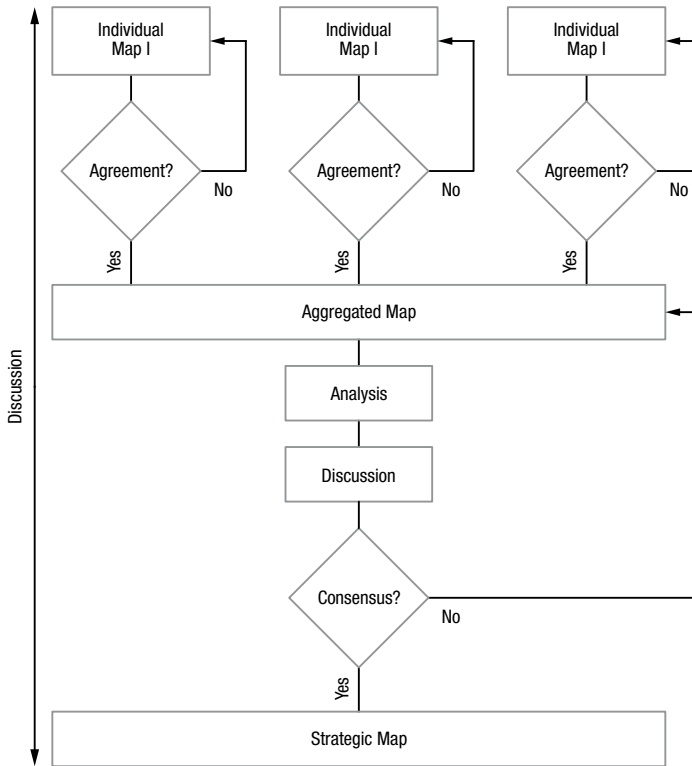 Individual
Map I
Individual
Map I
Individual
Map I
Agreement?
Agreement?
Agreement?
No
No
No
Yes
Yes
Yes
Aggregated Map
Analysis
Discussion
Discussion
Consensus?
No
Yes
Strategic Map